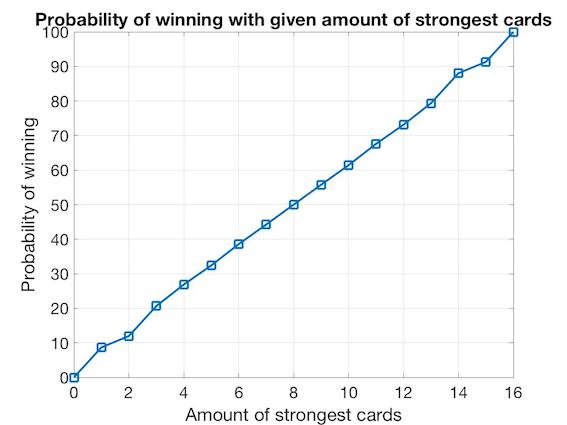 Probability of winning with given amount of strongest cards
100
90
80
70
60
50
40
30
20
10
0
Probability of winning
0 2 4 6 8 10 12 14 16
Amount of strongest cards